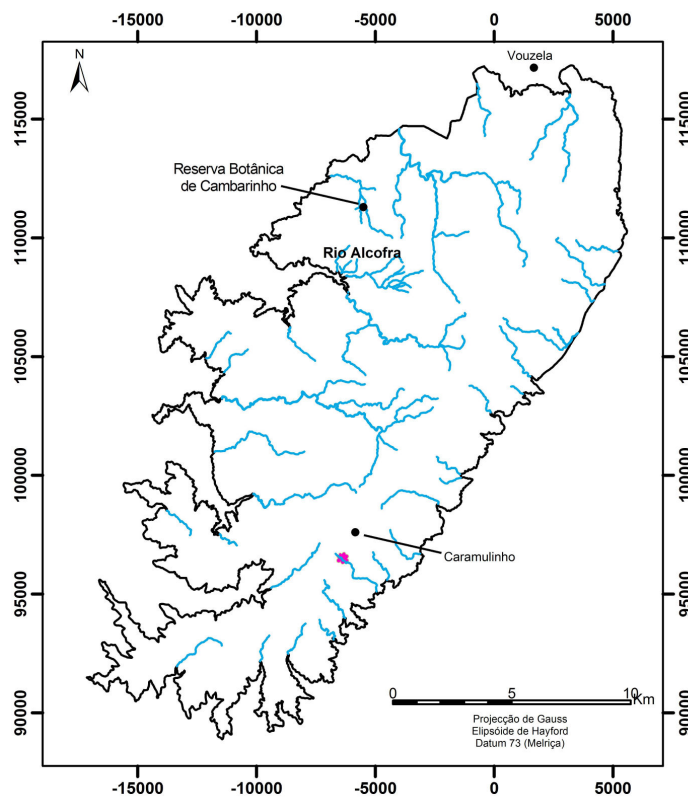 -15000 -10000 -5000 0 5000
N
Vouzela
115000 115000
Reserva Botânica
de Cambarinho
110000 110000
Rio Alcofra
105000 105000
100000 100000
Caramulinho
95000 95000
0 5 10
Km
90000 90000
Projecção de Gauss
Elipsóide de Hayford
Datum 73 (Melriça)
-15000 -10000 -5000 0 5000